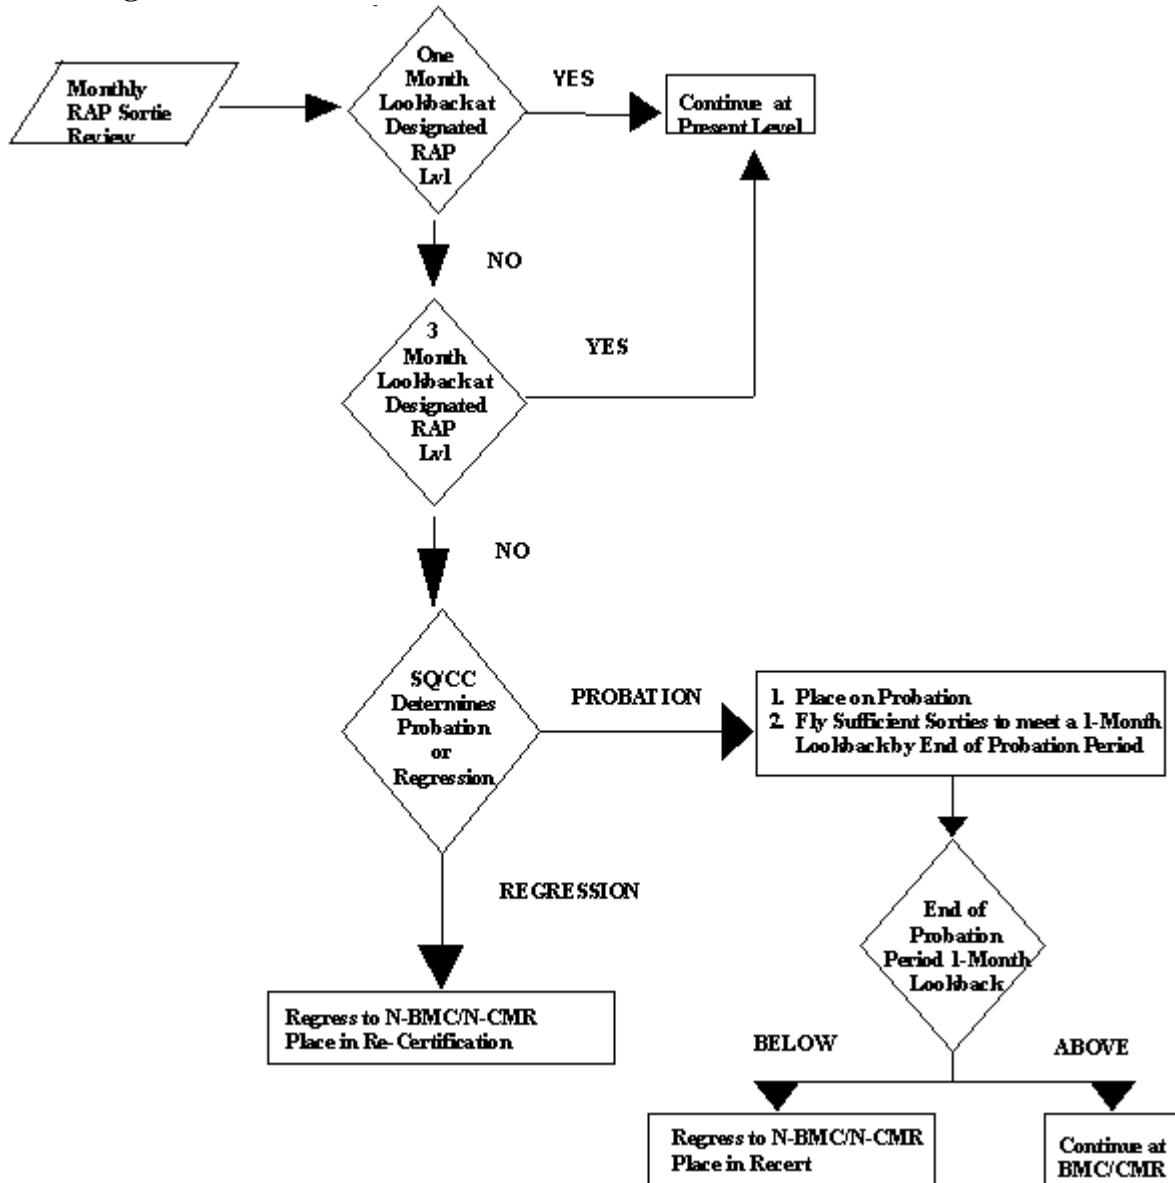 Monthly
RAP Sortie
Review
One
Month
Lookback at
Designated
RAP
Lvl
YES
Continue at
Present Level
NO
3
Month
Lookback at
Designated
RAP
Lvl
YES
NO
SQ/CC
Determines
Probation
or
Regression
PROBATION
1. Place on Probation
2. Fly Sufficient Sorties to meet a 1-Month
Lookback by End of Probation Period
REGRESSION
Regress to N-BMC/N-CMR
Place in Re-Certification
End of
Probation
Period 1-Month
Lookback
BELOW
ABOVE
Regress to N-BMC/N-CMR
Place in Recert
Continue at
BMC/CMR